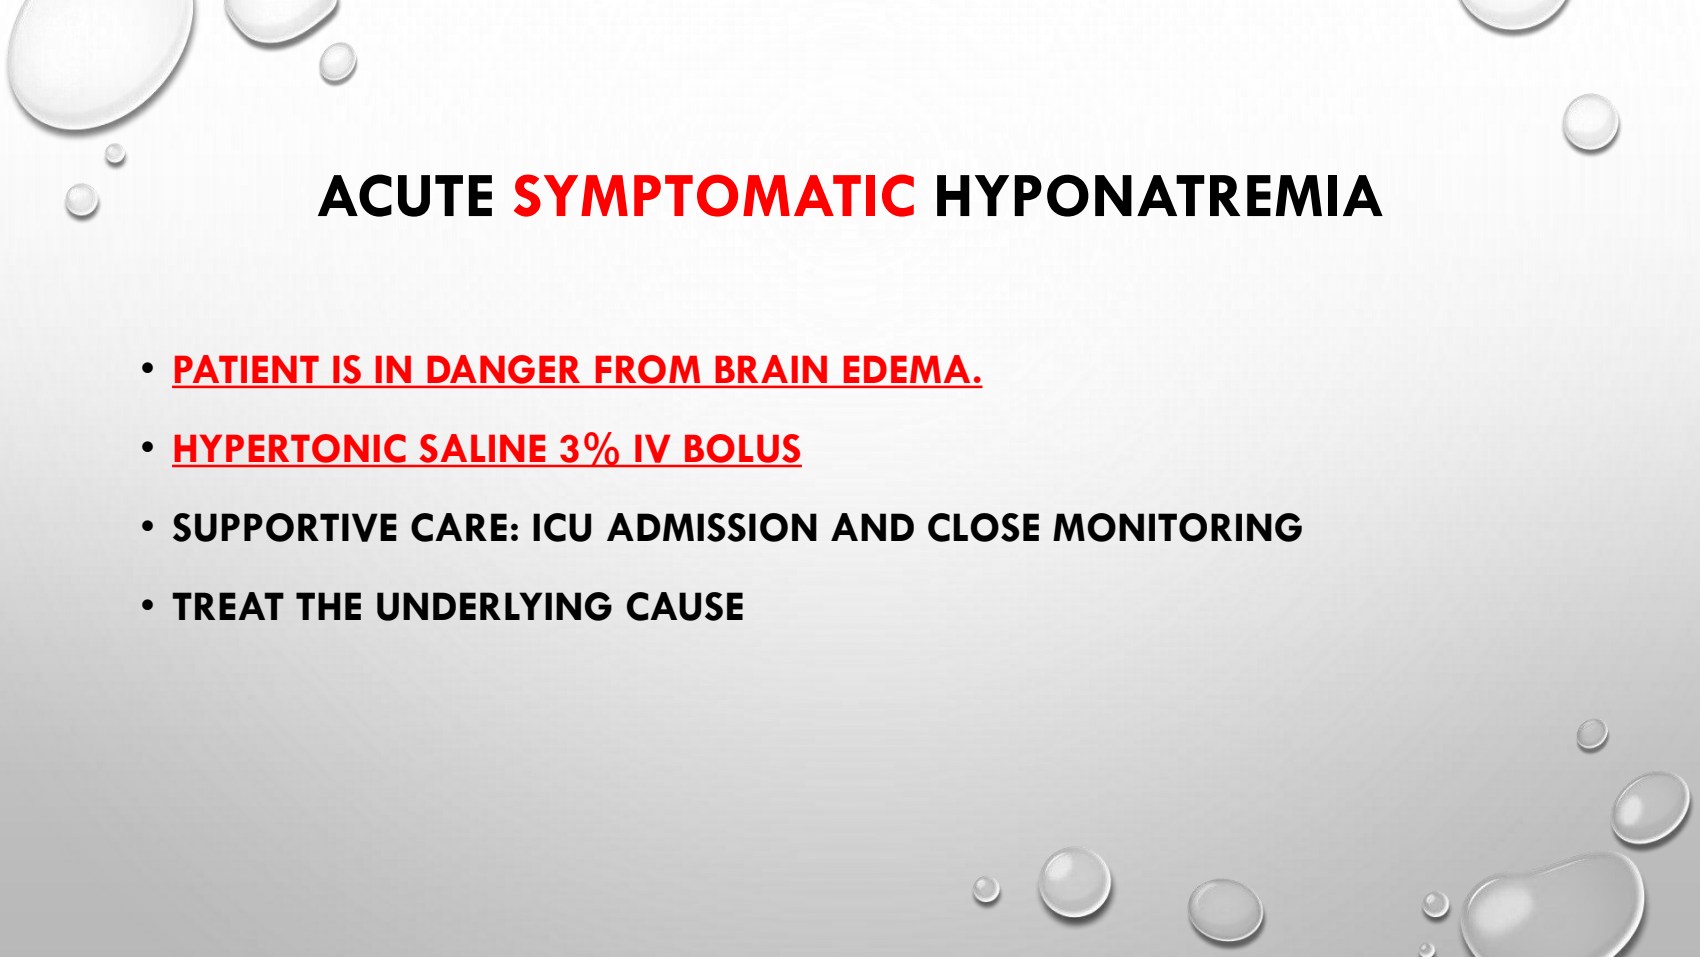 ACUTE SYMPTOMATIC HYPONATREMIA
• PATIENT IS IN DANGER FROM BRAIN EDEMA.
• HYPERTONIC SALINE 3% IV BOLUS
• SUPPORTIVE CARE: ICU ADMISSION AND CLOSE MONITORING
• TREAT THE UNDERLYING CAUSE